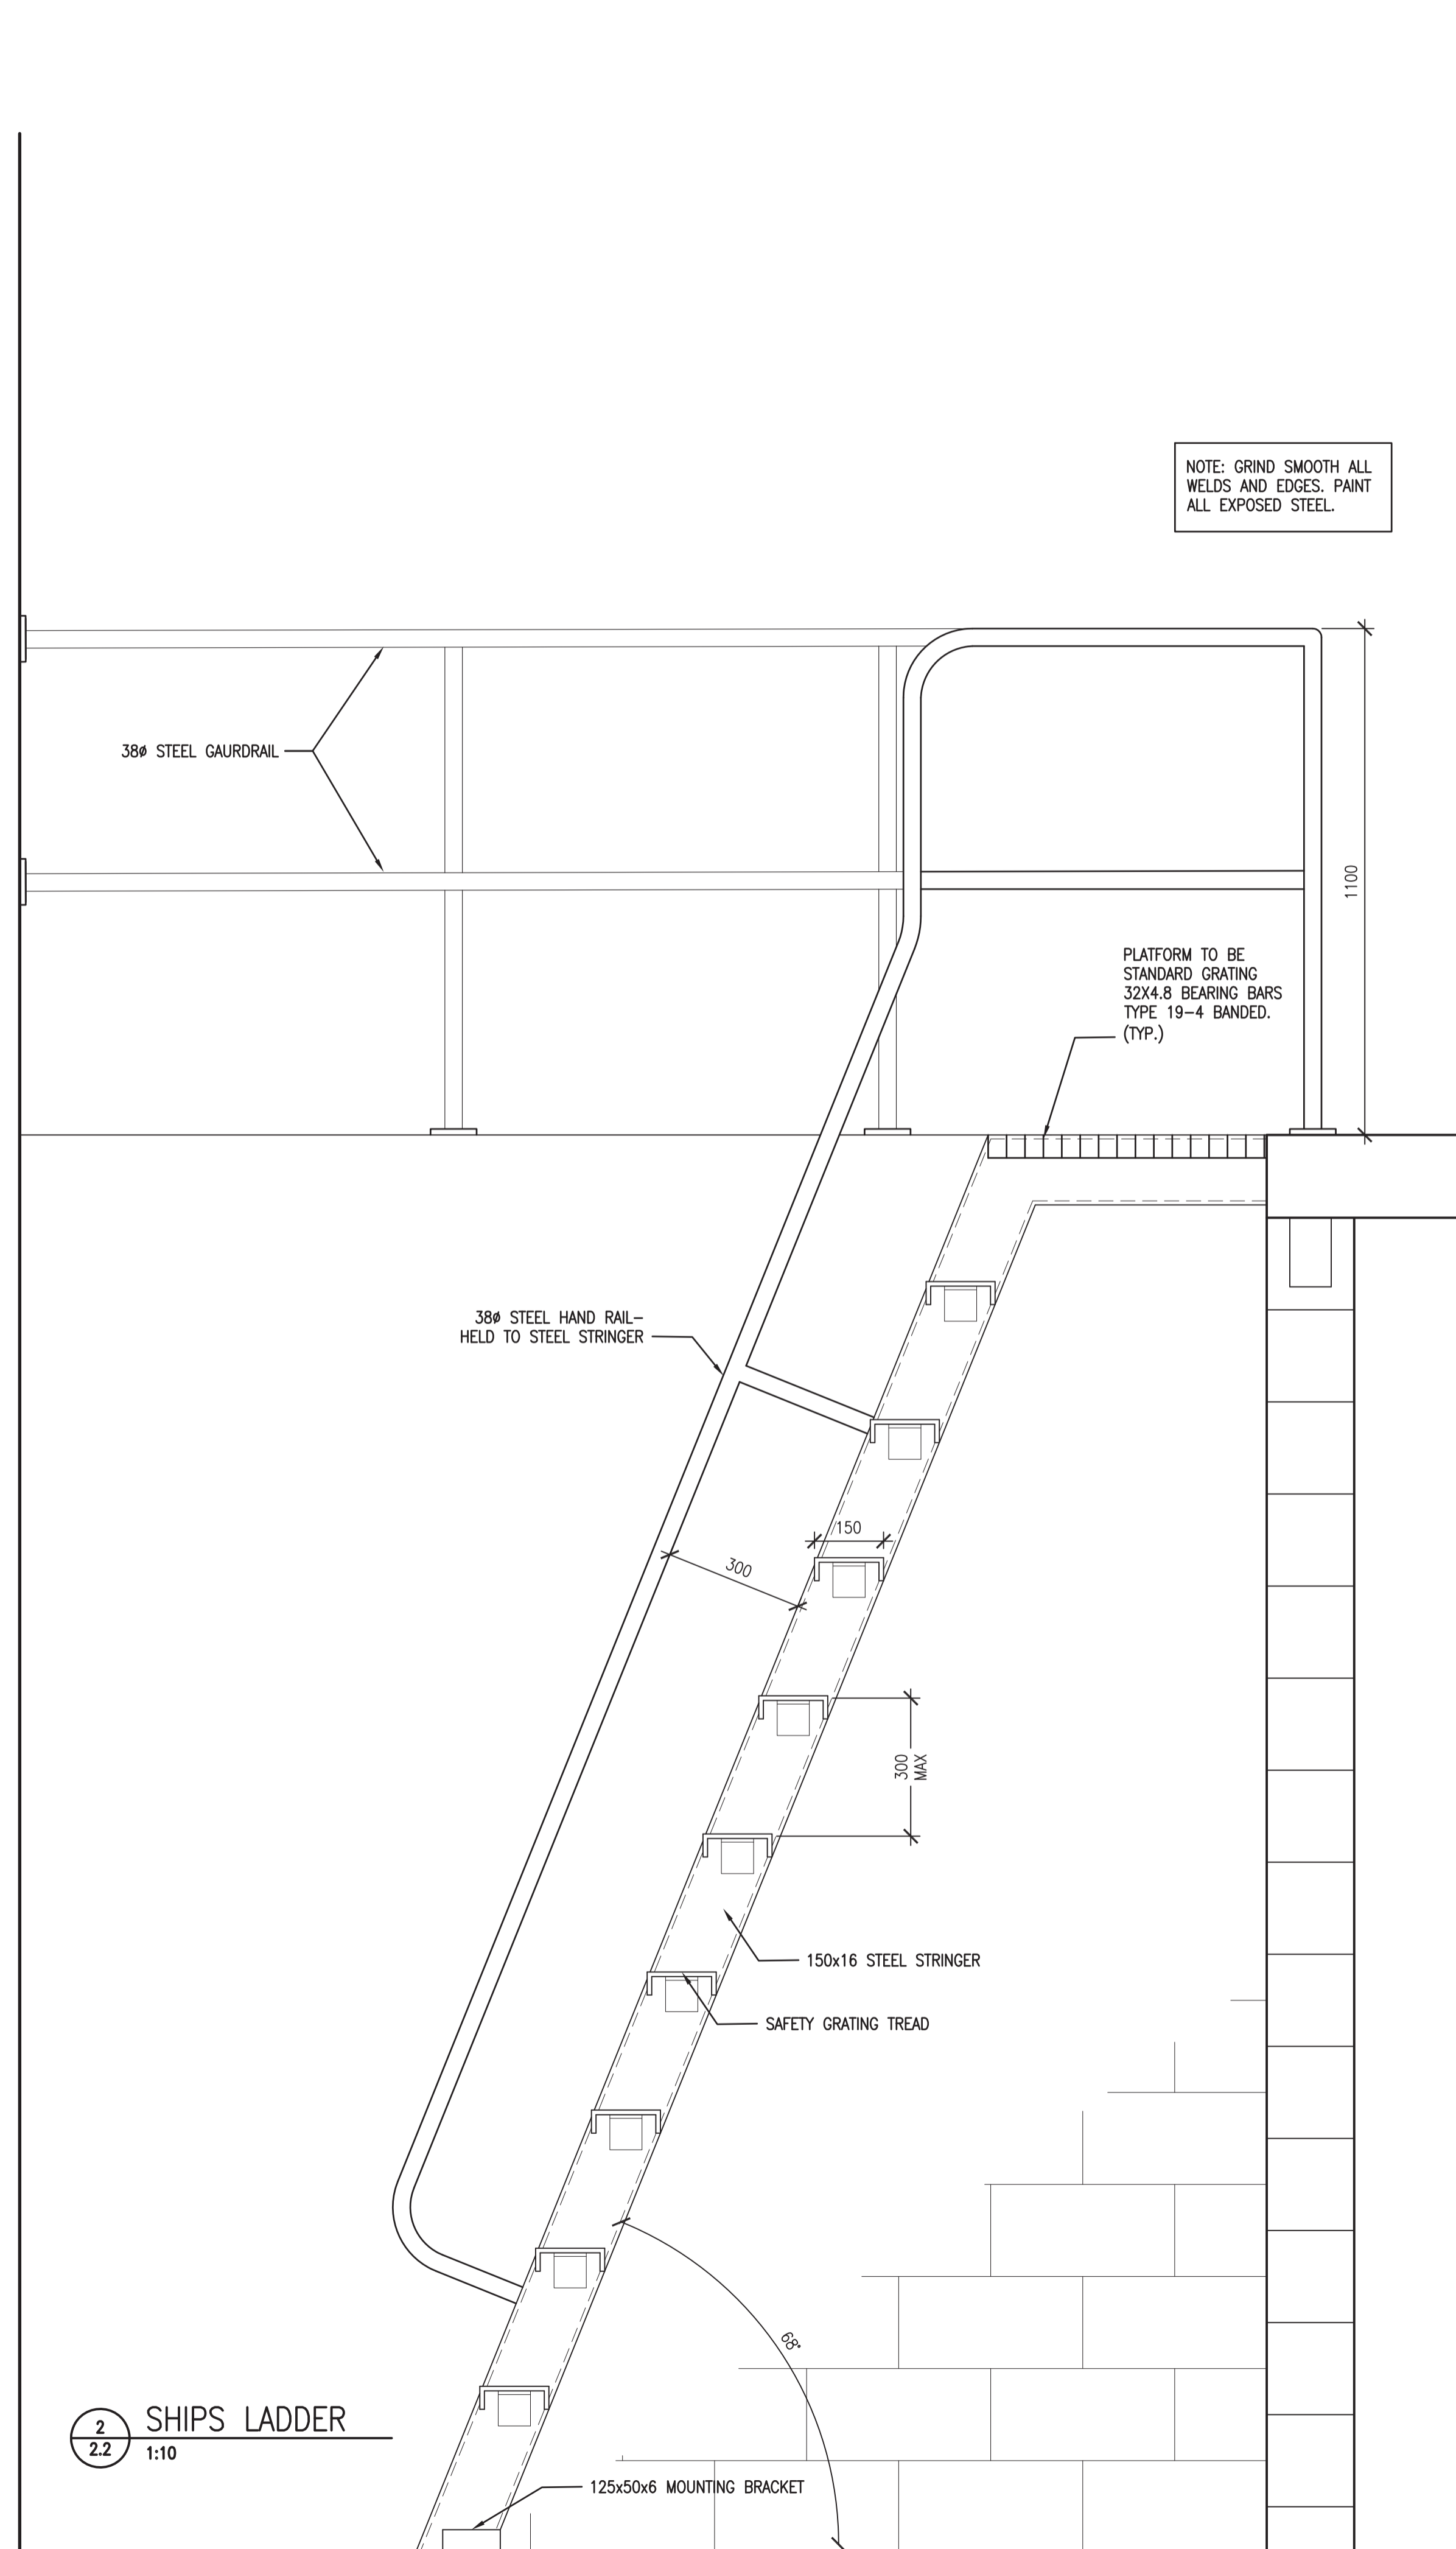 NOTE: GRIND SMOOTH ALL
WELDS AND EDGES. PAINT
ALL EXPOSED STEEL.
38ø STEEL GAURDRAIL
1100
PLATFORM TO BE
STANDARD GRATING
32X4.8 BEARING BARS
TYPE 19-4 BANDED.
(TYP.)
38ø STEEL HAND RAIL-
HELD TO STEEL STRINGER
150
300
300
MAX
150x16 STEEL STRINGER
SAFETY GRATING TREAD
68°
2
2.2
SHIPS LADDER
1:10
125x50x6 MOUNTING BRACKET